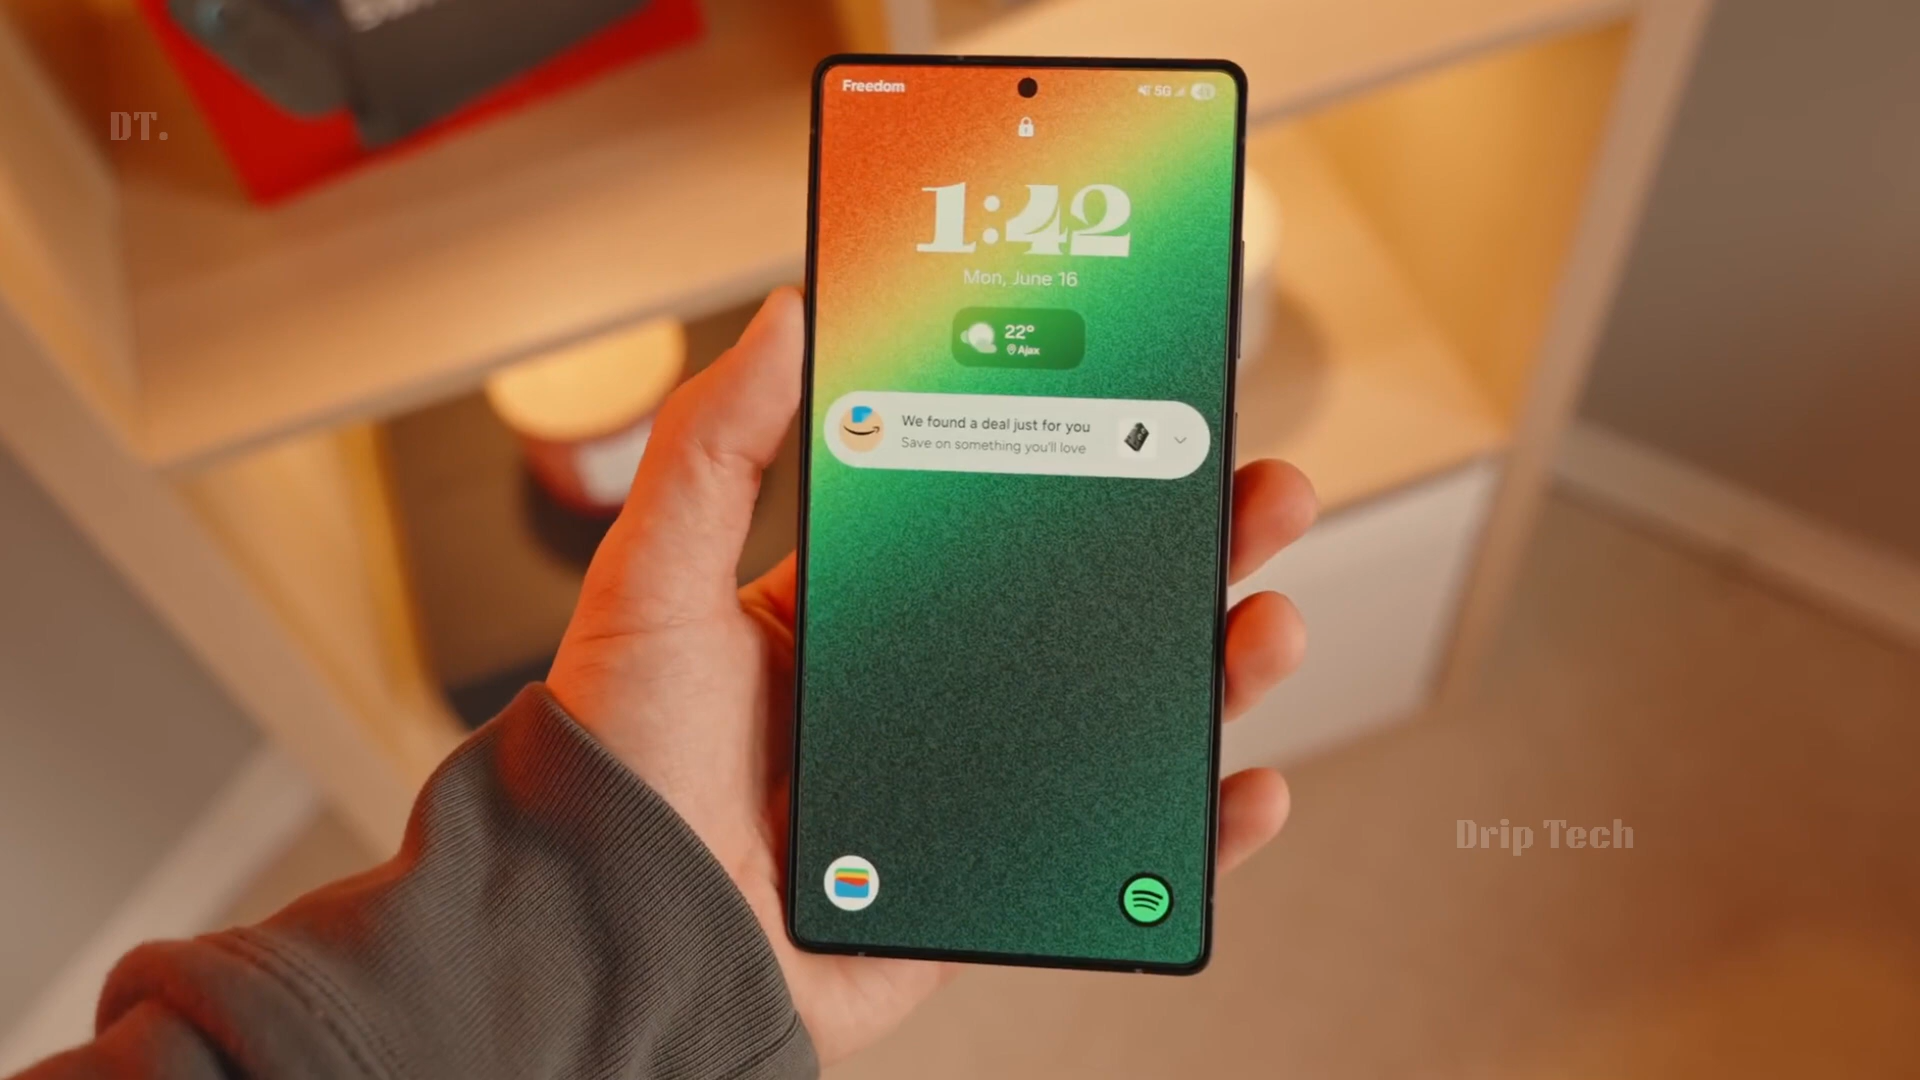 DT.
Freedom
5G
1:42
Mon, June 16
22°
Ajax
We found a deal just for you
Save on something you'll love
Drip Tech